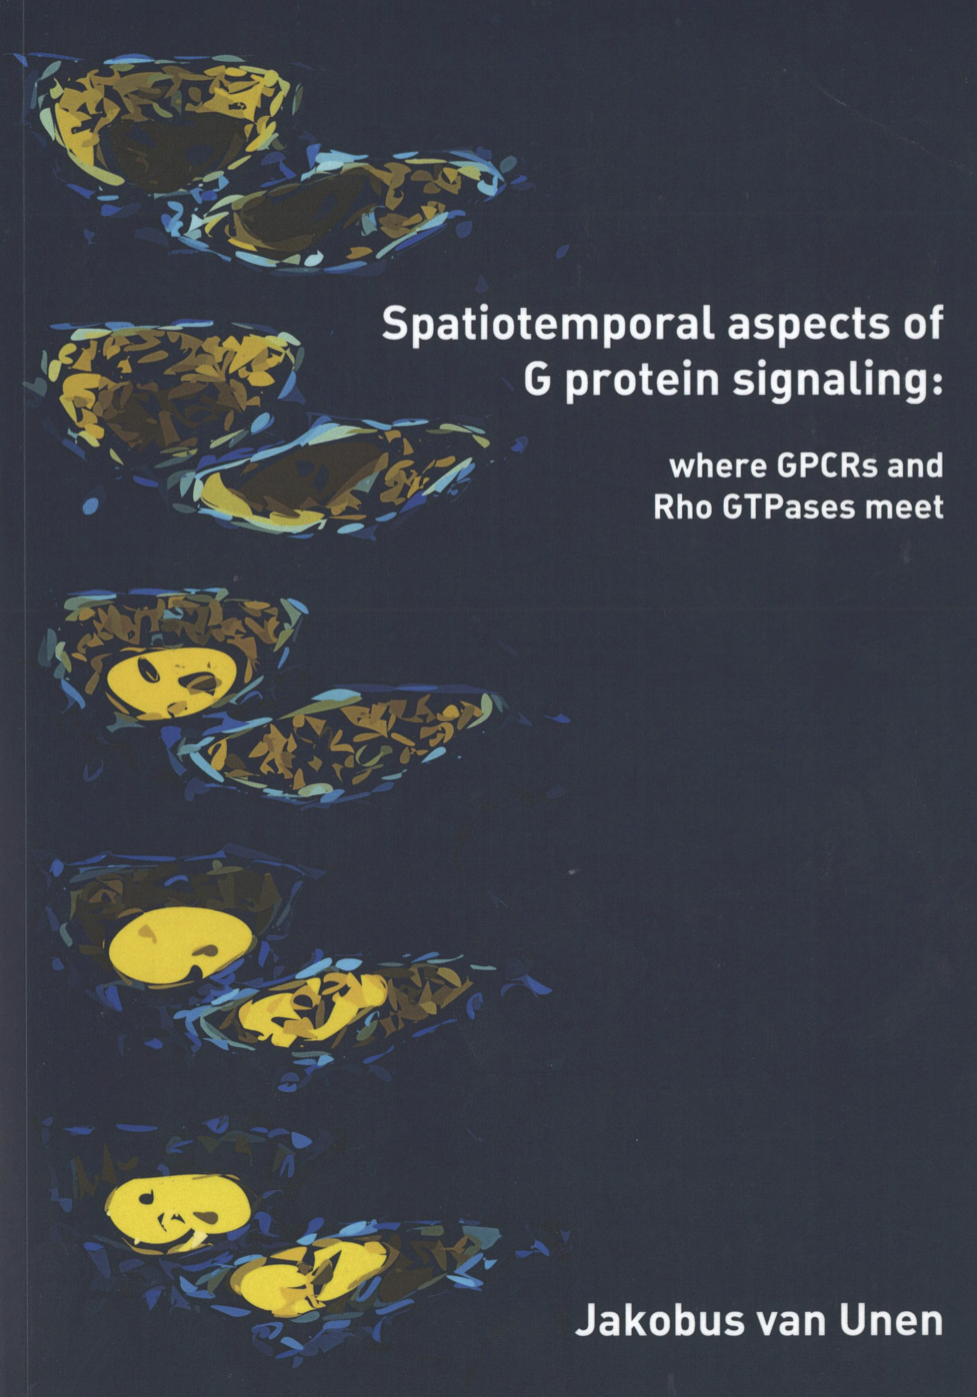 Spatiotemporal aspects of
G protein signaling:
where GPCRs and
Rho GTPases meet
Jakobus van Unen